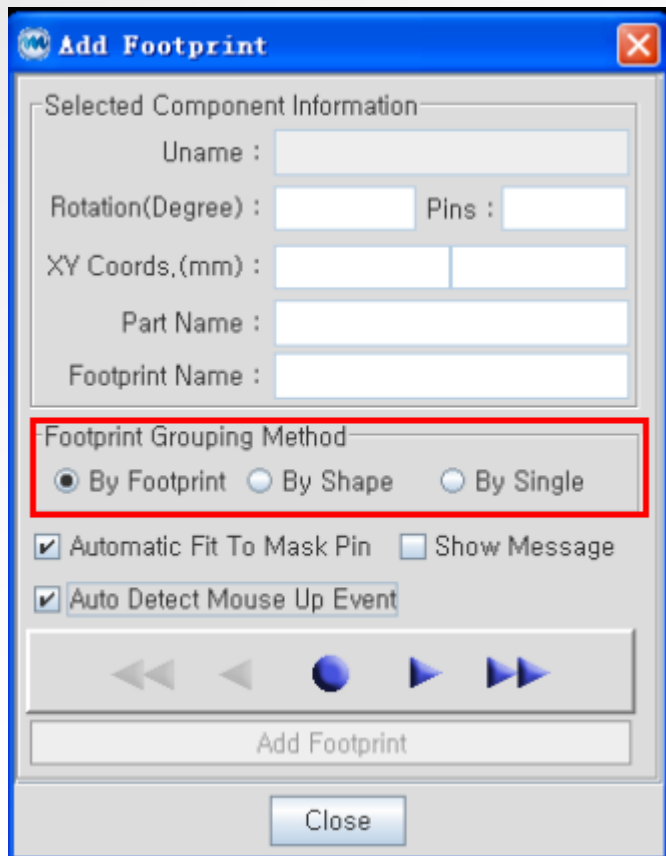 Add Footprint
Selected Component Information
Uname :
Rotation(Degree) : Pins :
XY Coords,(mm) :
Part Name :
Footprint Name :
Footprint Grouping Method
By Footprint By Shape By Single
Automatic Fit To Mask Pin Show Message
Auto Detect Mouse Up Event
Add Footprint
Close